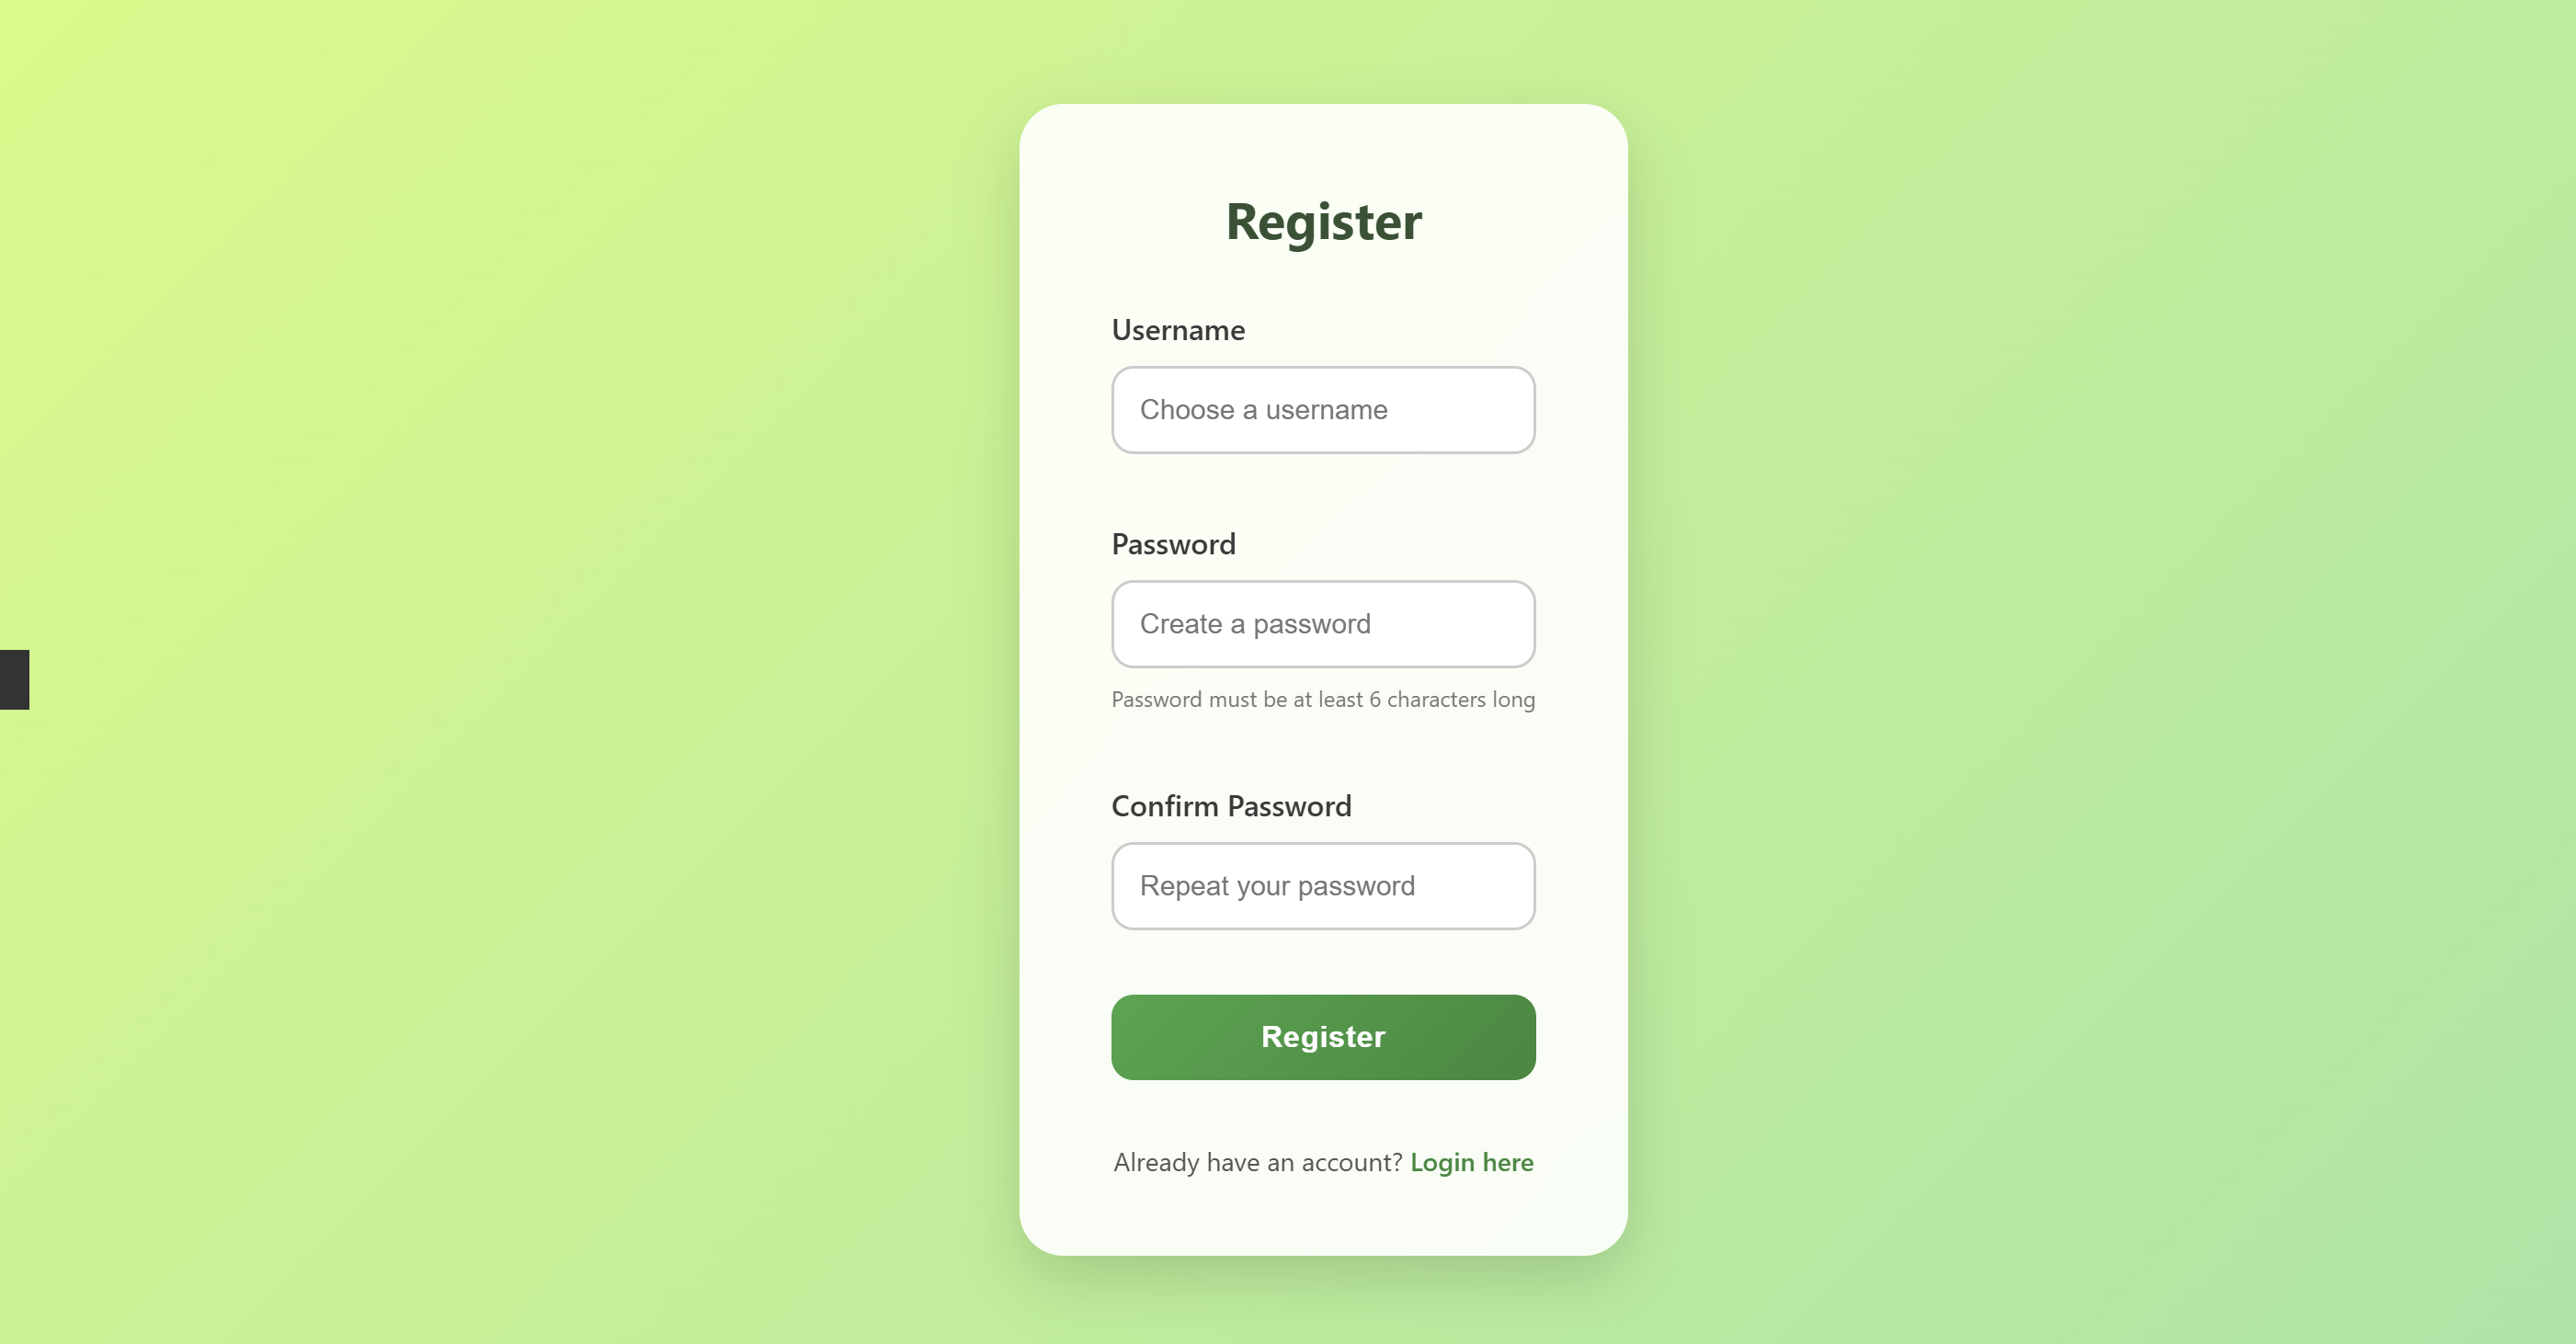 Register
Username
Choose a username
Password
Create a password
Password must be at least 6 characters long
Confirm Password
Repeat your password
Register
Already have an account? Login here